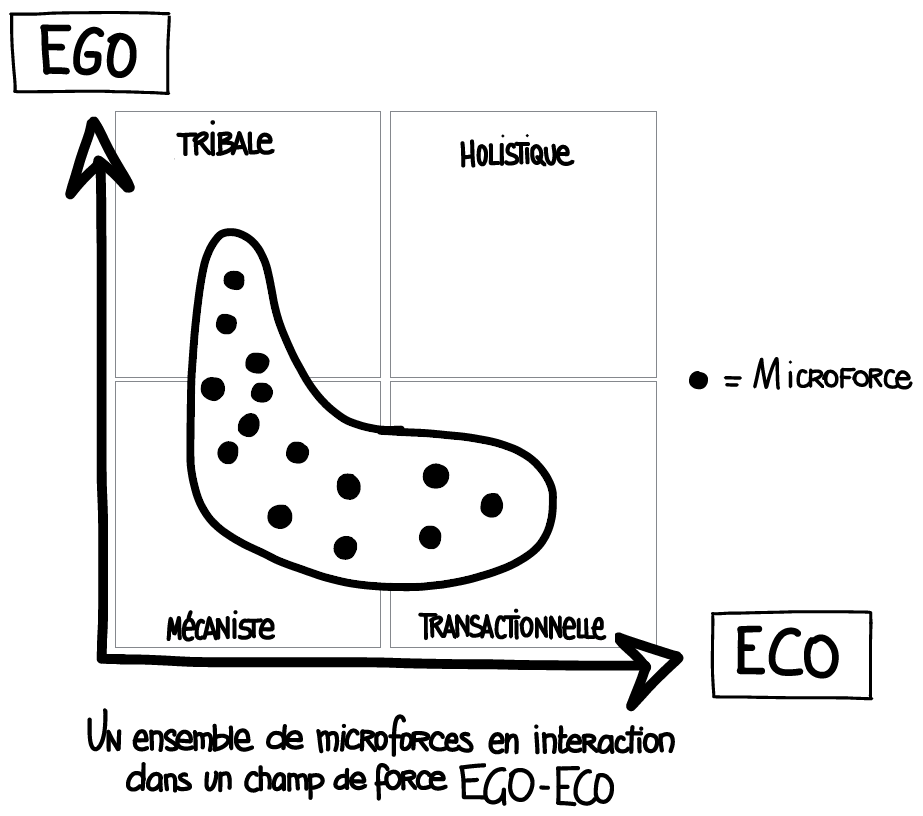 EGO
TRIBALE
HOLISTIQUE
= MICROFORCE
MÉCANISTE
TRANSACTIONNELLE
ECO
UN ensemble de microforces en interaction
dans un champ de force EGO-ECO